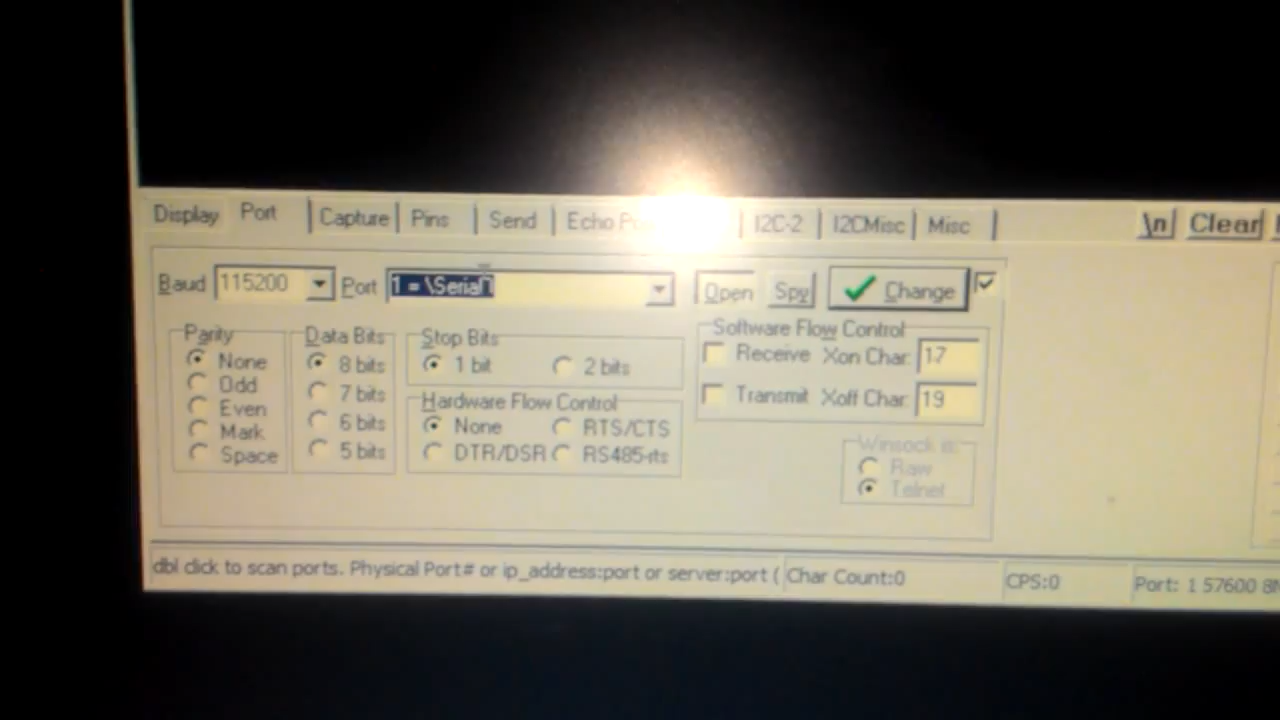 Display Port Capture Pins Send Echo I2C-2 I2CMisc Misc \n Clear
Baud 115200 Port 1 = \Serial Open Spy Change
Parity
None
Odd
Even
Mark
Space
Data Bits
8 bits
7 bits
6 bits
5 bits
Stop Bits
1 bit 2 bits
Hardware Flow Control
None RTS/CTS
DTR/DSR RS485-rts
Software Flow Control
Receive Xon Char: 17
Transmit Xoff Char: 19
Winsock is:
Raw
Telnet
dbl click to scan ports. Physical Port# or ip_address:port or server:port ( Char Count:0 CPS:0 Port: 1 57600 8N